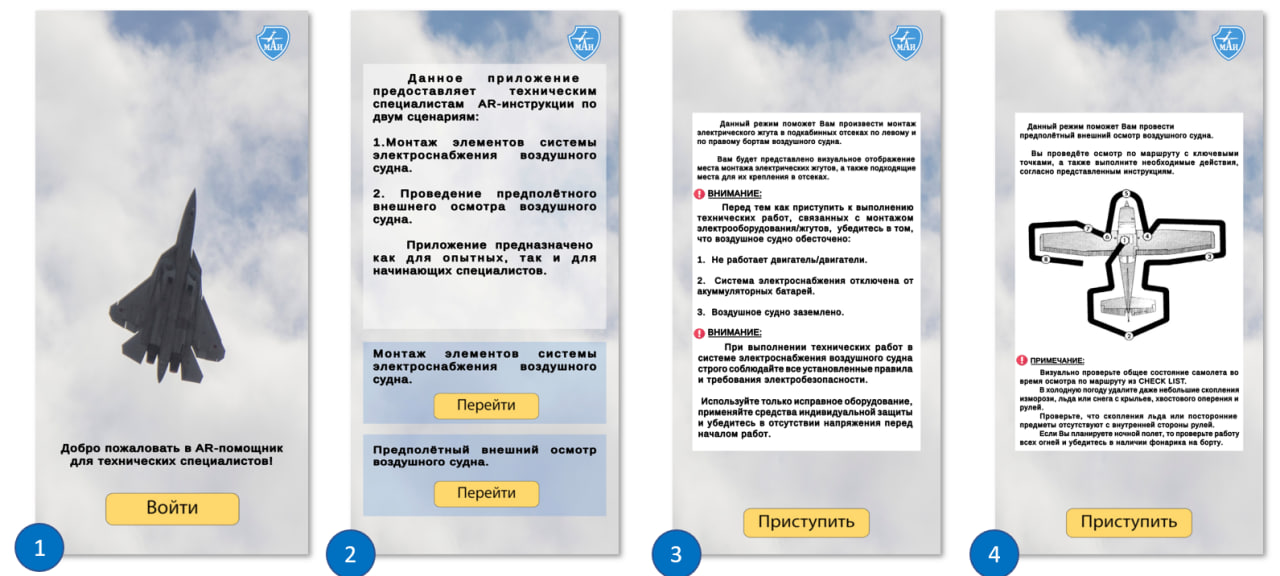 МАИ
Добро пожаловать в AR-помощник
для технических специалистов!
Войти
1
МАИ
Данное приложение
предоставляет техническим
специалистам AR-инструкции по
двум сценариям:
1.Монтаж элементов системы
электроснабжения воздушного
судна.
2. Проведение предполётного
внешнего осмотра воздушного
судна.
Приложение предназначено
как для опытных, так и для
начинающих специалистов.
Монтаж элементов системы
электроснабжения воздушного
судна.
Перейти
Предполётный внешний осмотр
воздушного судна.
Перейти
2
МАИ
Данный режим поможет Вам произвести монтаж
электрического жгута в подкабинных отсеках по левому и
по правому бортам воздушного судна.
Вам будет представлено визуальное отображение
места монтажа электрических жгутов, а также подходящие
места для их крепления в отсеках.
ВНИМАНИЕ:
Перед тем как приступить к выполнению
технических работ, связанных с монтажом
электрооборудования/жгутов, убедитесь в том,
что воздушное судно обесточено:
1. Не работает двигатель/двигатели.
2. Система электроснабжения отключена от
акуммуляторных батарей.
3. Воздушное судно заземлено.
ВНИМАНИЕ:
При выполнении технических работ в
системе электроснабжения воздушного судна
строго соблюдайте все установленные правила
и требования электробезопасности.
Используйте только исправное оборудование,
применяйте средства индивидуальной защиты
и убедитесь в отсутствии напряжения перед
началом работ.
Приступить
3
МАИ
Данный режим поможет Вам провести
предполётный внешний осмотр воздушного судна.
Вы проведёте осмотр по маршруту с ключевыми
точками, а также выполните необходимые действия,
согласно представленным инструкциям.
5
7
6
1
4
8
3
2
ПРИМЕЧАНИЕ:
Визуально проверьте общее состояние самолета во
время осмотра по маршруту из CHECK LIST.
В холодную погоду удалите даже небольшие скопления
изморози, льда или снега с крыльев, хвостового оперения и
рулей.
Проверьте, что скопления льда или посторонние
предметы отсутствуют с внутренней стороны рулей.
Если Вы планируете ночной полет, то проверьте работу
всех огней и убедитесь в наличии фонарика на борту.
Приступить
4